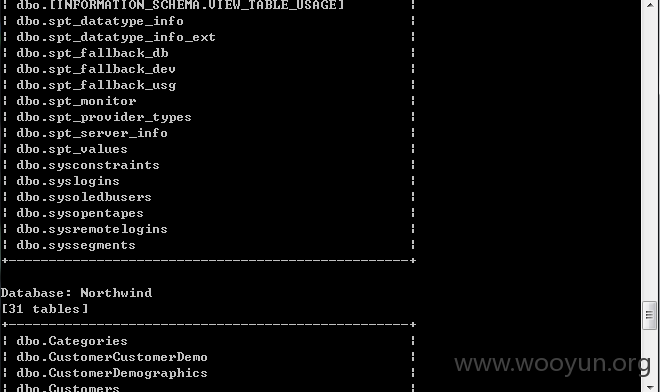 ¦ dbo.[INFORMATION_SCHEMA.VIEW_TABLE_USAGE] ¦
¦ dbo.spt_datatype_info ¦
¦ dbo.spt_datatype_info_ext ¦
¦ dbo.spt_fallback_db ¦
¦ dbo.spt_fallback_dev ¦
¦ dbo.spt_fallback_usg ¦
¦ dbo.spt_monitor ¦
¦ dbo.spt_provider_types ¦
¦ dbo.spt_server_info ¦
¦ dbo.spt_values ¦
¦ dbo.sysconstraints ¦
¦ dbo.syslogins ¦
¦ dbo.sysoledbusers ¦
¦ dbo.sysopentapes ¦
¦ dbo.sysremotelogins ¦
¦ dbo.syssegments ¦
+--------------------------------------------------+
Database: Northwind
[31 tables]
+--------------------------------------------------+
¦ dbo.Categories ¦
¦ dbo.CustomerCustomerDemo ¦
¦ dbo.CustomerDemographics ¦
¦ dbo.Customers ¦
www.wooyun.org